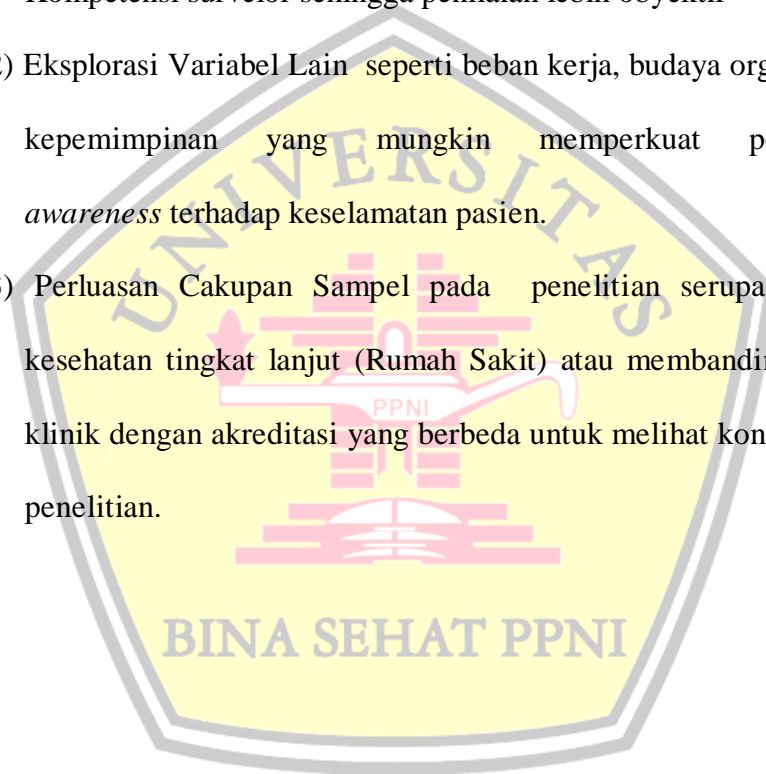 Kompetensi surveior sehingga penilaian lebih obyektif
) Eksplorasi Variabel Lain seperti beban kerja, budaya org
kepemimpinan yang mungkin memperkuat pe
awareness terhadap keselamatan pasien.
) Perluasan Cakupan Sampel pada penelitian serupa
kesehatan tingkat lanjut (Rumah Sakit) atau membandin
klinik dengan akreditasi yang berbeda untuk melihat kon
penelitian.
UNIVERSITAS
PPNI
BINA SEHAT PPNI